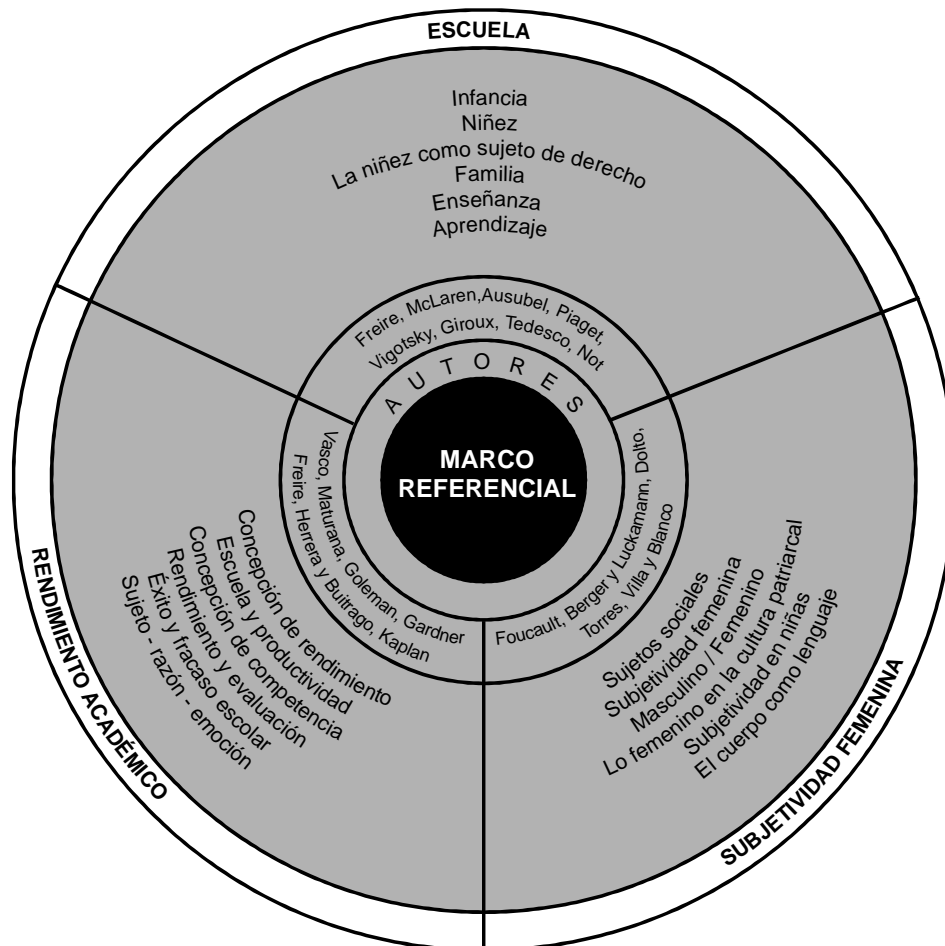 ESCUELA
Infancia
Niñez
La niñez como sujeto de derecho
Familia
Enseñanza
Aprendizaje
Freire, McLaren,Ausubel, Piaget,
Vigotsky, Giroux, Tedesco, Not
AUTORES
MARCO
REFERENCIAL
Vasco, Maturana, Goleman, Gardner
Freire, Herrera y Buitrago, Kaplan
Foucault, Berger y Luckamann, Dolto,
Torres, Villa y Blanco
Concepción de rendimiento
Escuela y productividad
Concepción de competencia
Rendimiento y evaluación
Éxito y fracaso escolar
Sujeto - razón - emoción
RENDIMIENTO ACADÉMICO
Sujetos sociales
Subjetividad femenina
Masculino / Femenino
Lo femenino en la cultura patriarcal
Subjetividad en niñas
El cuerpo como lenguaje
SUBJETIVIDAD FEMENINA